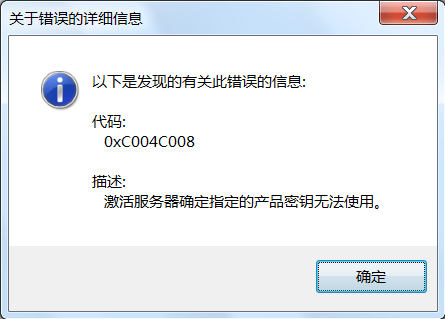 关于错误的详细信息
以下是发现的有关此错误的信息:
代码:
0xC004C008
描述:
激活服务器确定指定的产品密钥无法使用。
确定